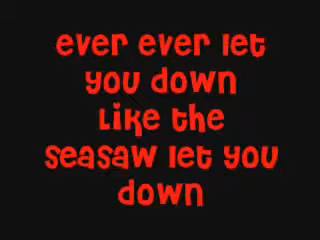 ever ever let
you down
Like the
seasaw let you
down